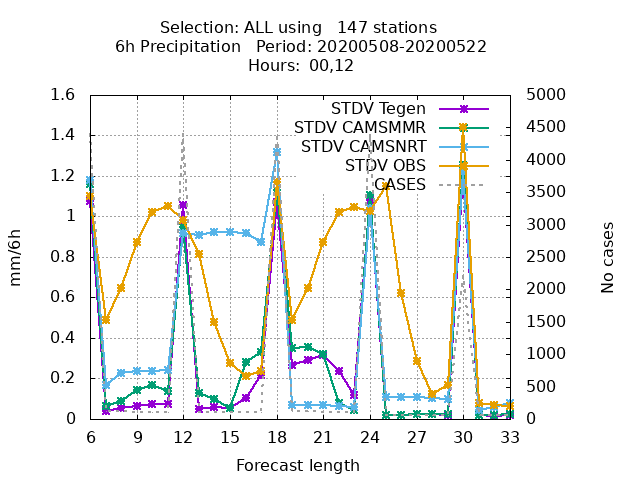 Selection: ALL using 147 stations
6h Precipitation Period: 20200508-20200522
Hours: 00,12
1.6
1.4
1.2
1
0.8
0.6
0.4
0.2
0
5000
4500
4000
3500
3000
2500
2000
1500
1000
500
0
STDV Tegen
STDV CAMSMMR
STDV CAMSNRT
STDV OBS
CASES
mm/6h
No cases
6 9 12 15 18 21 24 27 30 33
Forecast length